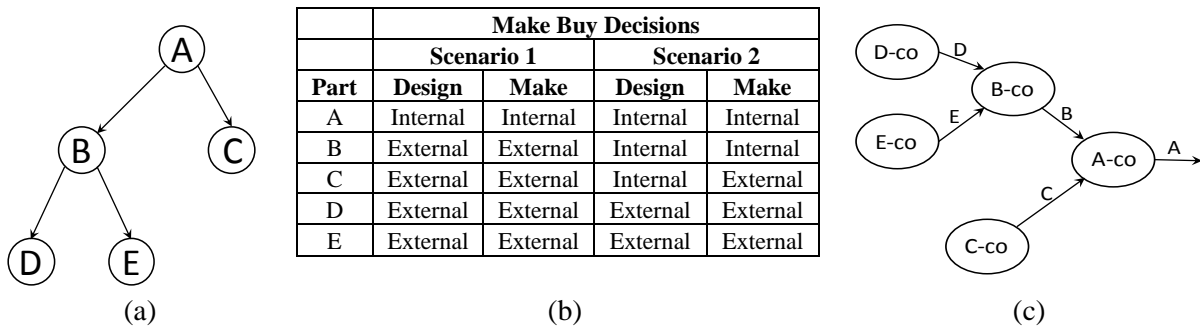 A
B
C
D
E
(a)
Make Buy Decisions
Scenario 1 Scenario 2
Part Design Make Design Make
A Internal Internal Internal Internal
B External External Internal Internal
C External External Internal External
D External External External External
E External External External External
(b)
D-co
D
B-co
E
E-co
B
A-co
A
C
C-co
(c)